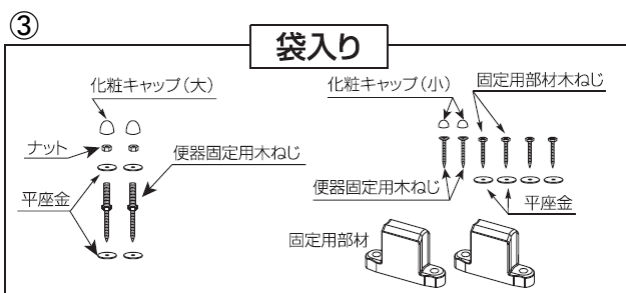 ③
袋入り
化粧キャップ(大)
ナット
便器固定用木ねじ
平座金
化粧キャップ(小)
固定用部材木ねじ
便器固定用木ねじ
平座金
固定用部材